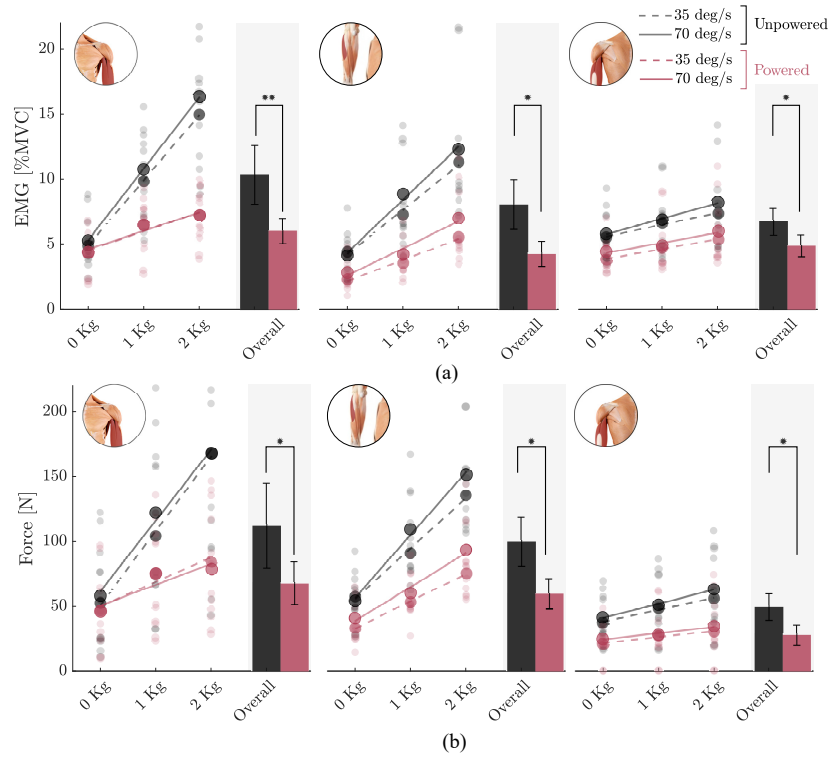 35 deg/s
70 deg/s
Unpowered
35 deg/s
70 deg/s
Powered
EMG [%MVC]
20
15
10
5
0
**
*
*
0 Kg
1 Kg
2 Kg
Overall
0 Kg
1 Kg
2 Kg
Overall
0 Kg
1 Kg
2 Kg
Overall
(a)
Force [N]
200
150
100
50
0
*
*
*
0 Kg
1 Kg
2 Kg
Overall
0 Kg
1 Kg
2 Kg
Overall
0 Kg
1 Kg
2 Kg
Overall
(b)